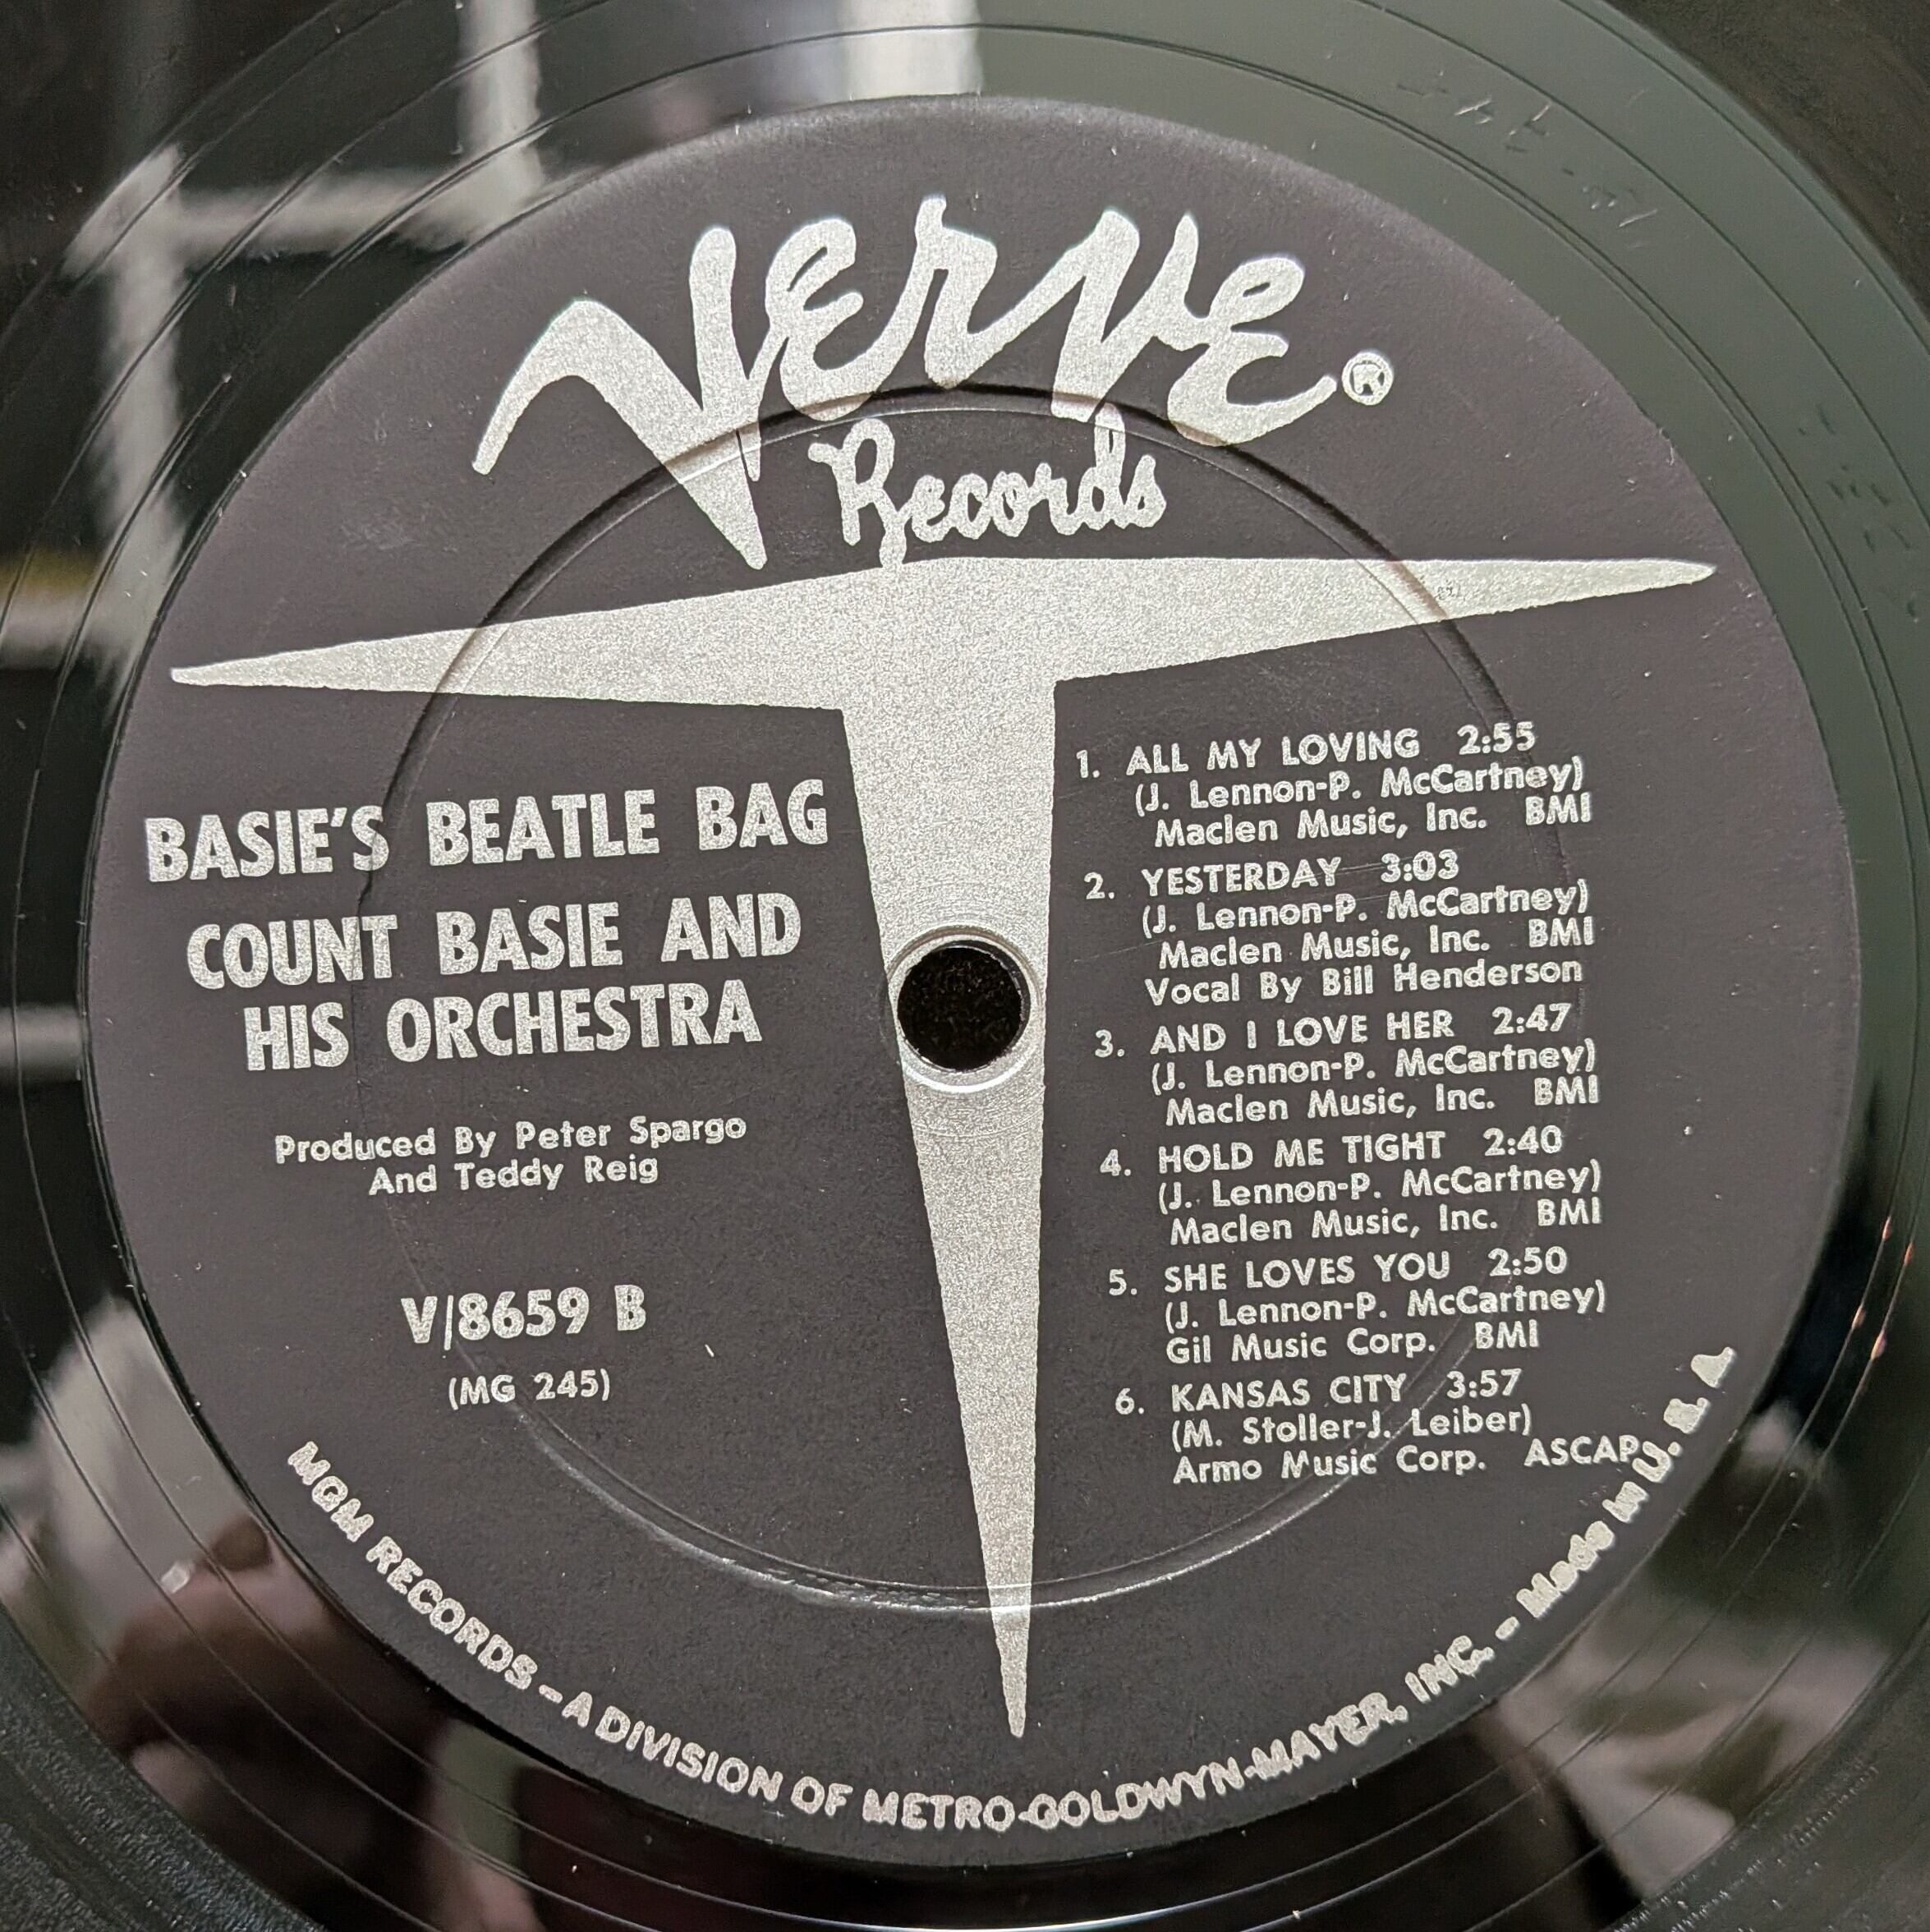 Verve®
Records
BASIE'S BEATLE BAG
COUNT BASIE AND
HIS ORCHESTRA
Produced By Peter Spargo
And Teddy Reig
V/8659 B
(MG 245)
1. ALL MY LOVING 2:55
(J. Lennon-P. McCartney)
Maclen Music, Inc. BMI
2. YESTERDAY 3:03
(J. Lennon-P. McCartney)
Maclen Music, Inc. BMI
Vocal By Bill Henderson
3. AND I LOVE HER 2:47
(J. Lennon-P. McCartney)
Maclen Music, Inc. BMI
4. HOLD ME TIGHT 2:40
(J. Lennon-P. McCartney)
Maclen Music, Inc. BMI
5. SHE LOVES YOU 2:50
(J. Lennon-P. McCartney)
Gil Music Corp. BMI
6. KANSAS CITY 3:57
(M. Stoller-J. Leiber)
Armo Music Corp. ASCAP
MGM RECORDS – A DIVISION OF METRO-GOLDWYN-MAYER, INC. – Made in U. S. A.